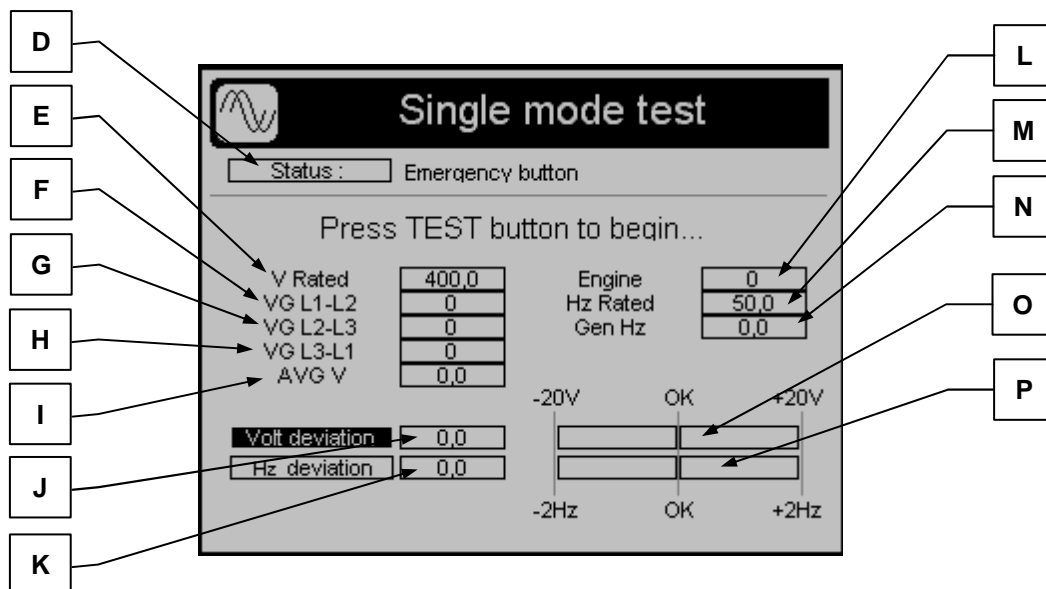 D
E
F
G
H
I
J
K
Single mode test
Status : Emergency button
Press TEST button to begin...
V Rated 400,0
VG L1-L2 0
VG L2-L3 0
VG L3-L1 0
AVG V 0,0
Engine 0
Hz Rated 50,0
Gen Hz 0,0
Volt deviation 0,0
Hz deviation 0,0
-20V OK +20V
-2Hz OK +2Hz
L
M
N
O
P